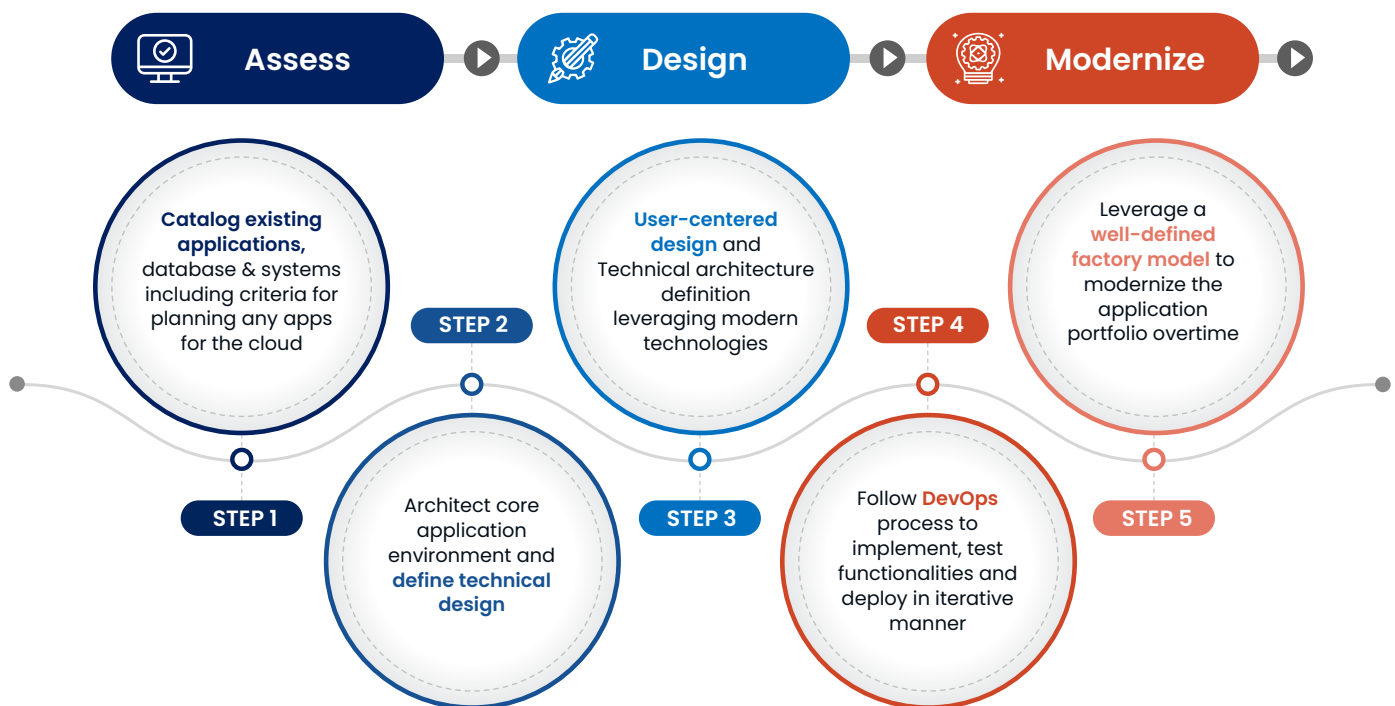 Assess
Design
Modernize
Catalog existing
applications,
database & systems
including criteria for
planning any apps
for the cloud
STEP 1
STEP 2
Architect core
application
environment and
define technical
design
User-centered
design and
Technical architecture
definition
leveraging modern
technologies
STEP 3
STEP 4
Follow DevOps
process to
implement, test
functionalities and
deploy in iterative
manner
Leverage a
well-defined
factory model to
modernize the
application
portfolio overtime
STEP 5